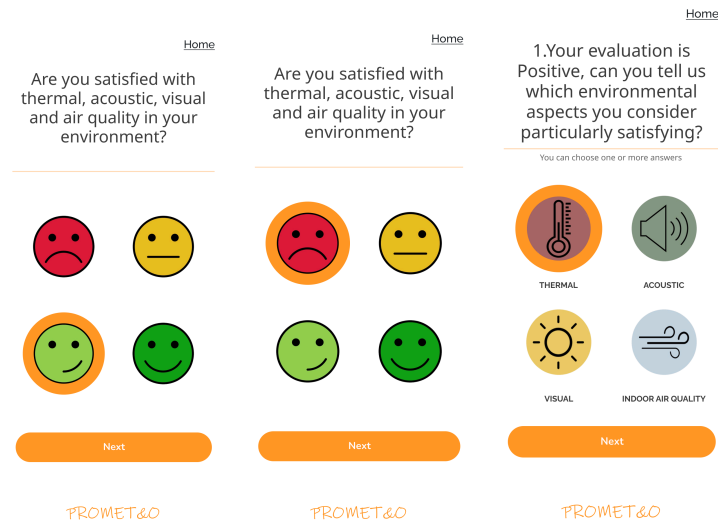 Home
Are you satisfied with
thermal, acoustic, visual
and air quality in your
environment?
Next
PROMET&O
Home
Are you satisfied with
thermal, acoustic, visual
and air quality in your
environment?
Next
PROMET&O
Home
1.Your evaluation is
Positive, can you tell us
which environmental
aspects you consider
particularly satisfying?
You can choose one or more answers
THERMAL
ACOUSTIC
VISUAL
INDOOR AIR QUALITY
Next
PROMET&O